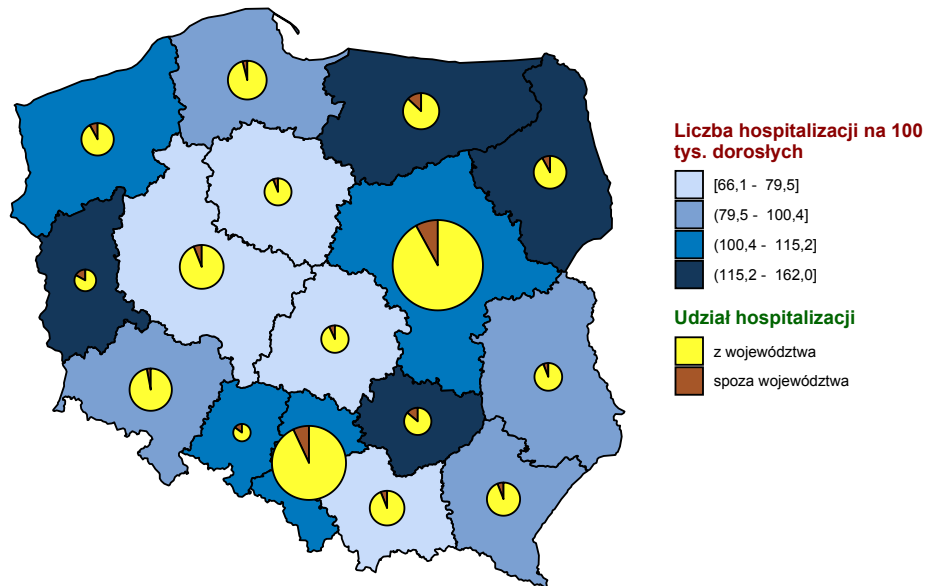 Liczba hospitalizacji na 100
tys. dorosłych
[66,1 - 79,5]
(79,5 - 100,4]
(100,4 - 115,2]
(115,2 - 162,0]
Udział hospitalizacji
z województwa
spoza województwa